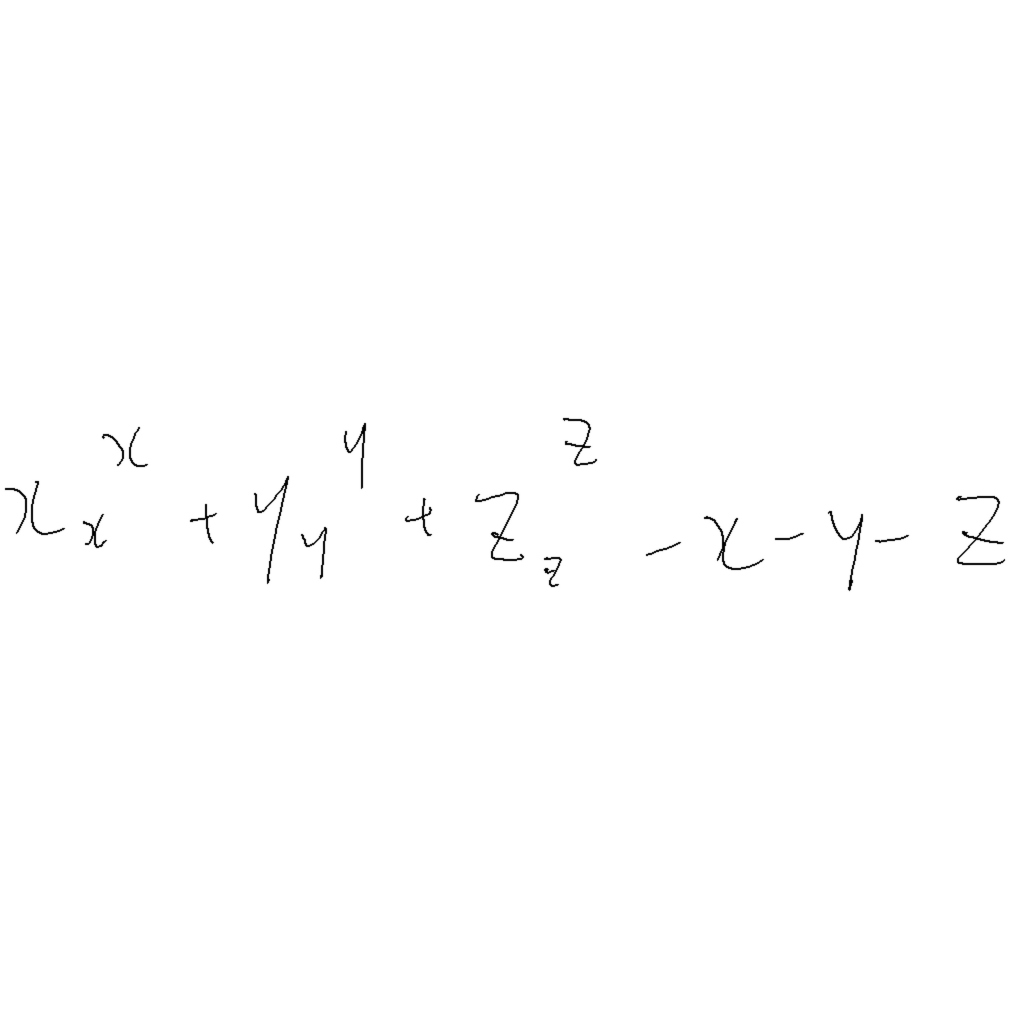 $x_x^x + y_y^y + z_z^z - x - y - z$